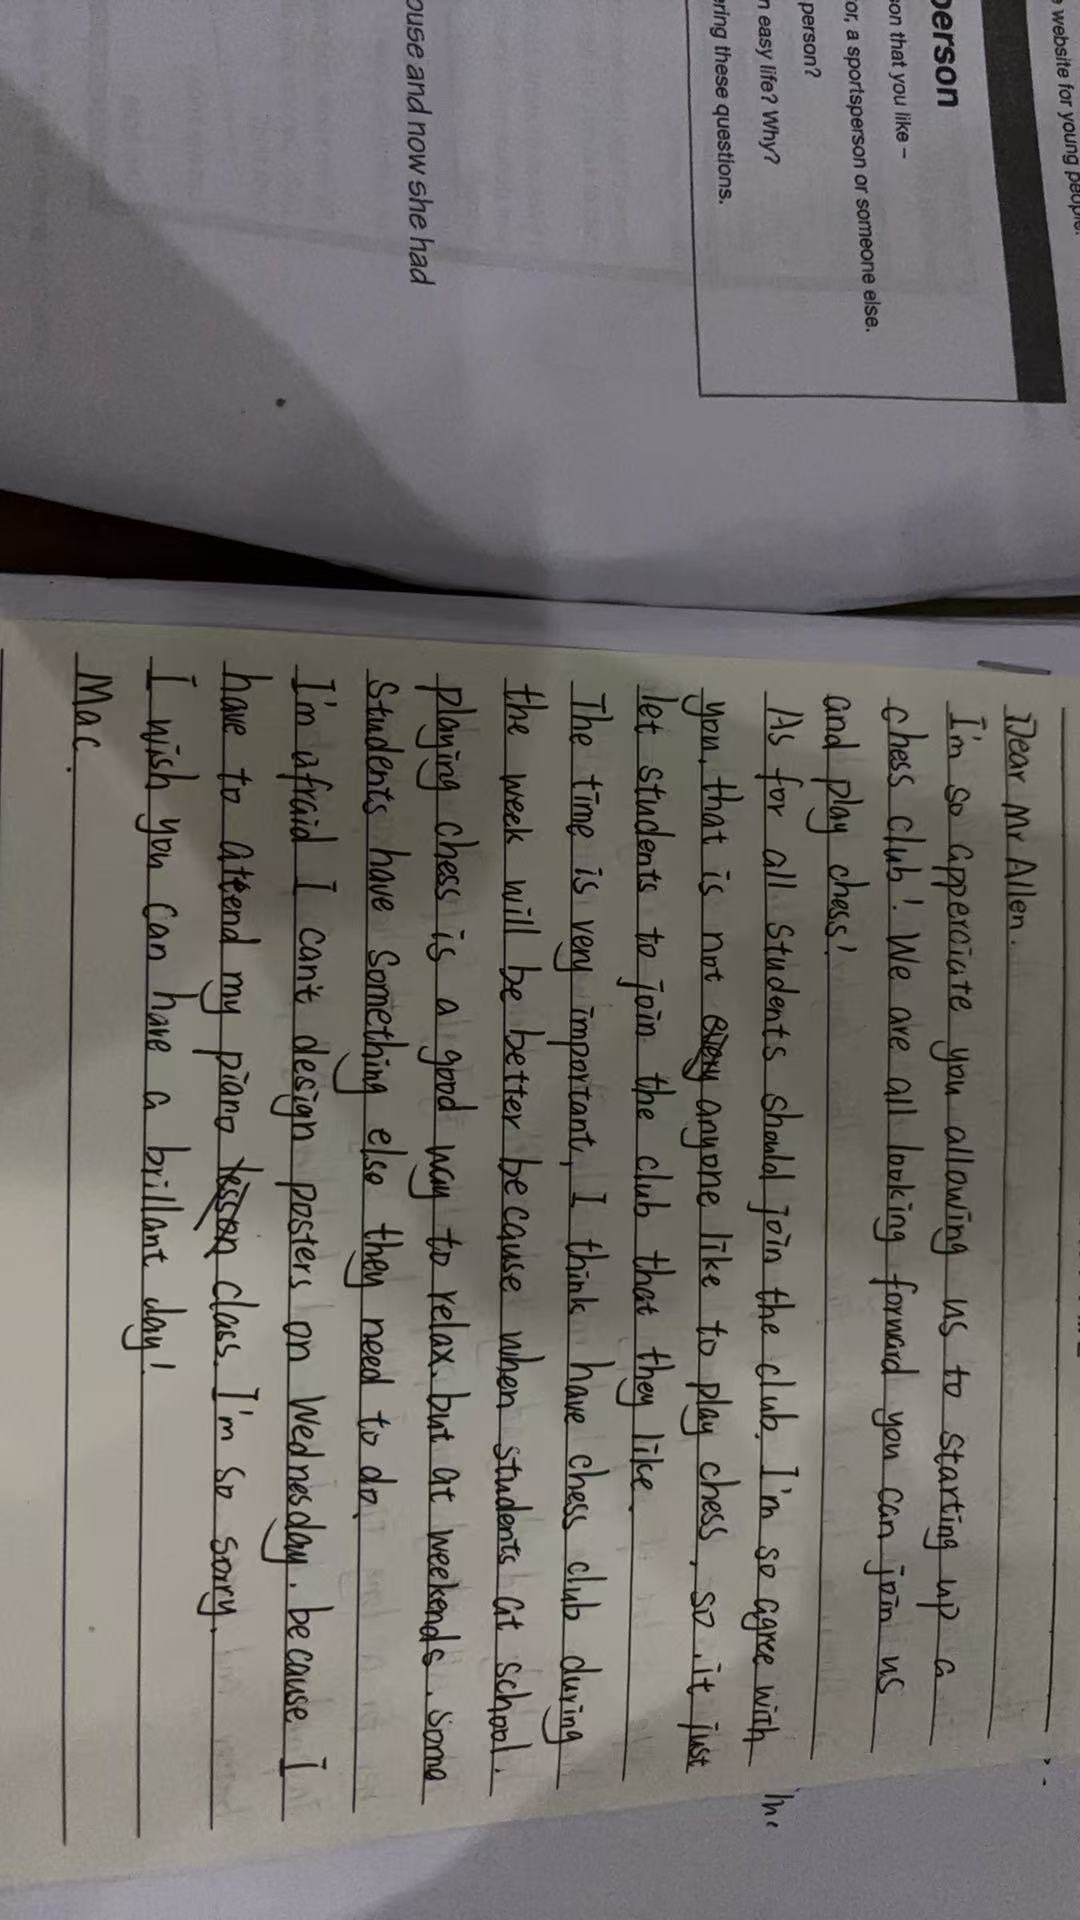 website for young people.
person
son that you like –
or, a sportsperson or someone else.
person?
n easy life? Why?
ering these questions.
ouse and now she had
Dear Mr Allen.
I'm so apperciate you allowing us to starting up a
chess club! We are all looking forward you can join us
and play chess!
As for all students should join the club. I'm so agree with
you, that is not anyone like to play chess, so it just
let students to join the club that they like.
The time is very important, I think have chess club during
the week will be better because when students at school.
playing chess is a good way to relax. but at weekends. some
students have something else they need to do.
I'm afraid I can't design posters on Wednesday. because I
have to attend my piano class. I'm so sorry.
I wish you can have a brillant day!
Mac.